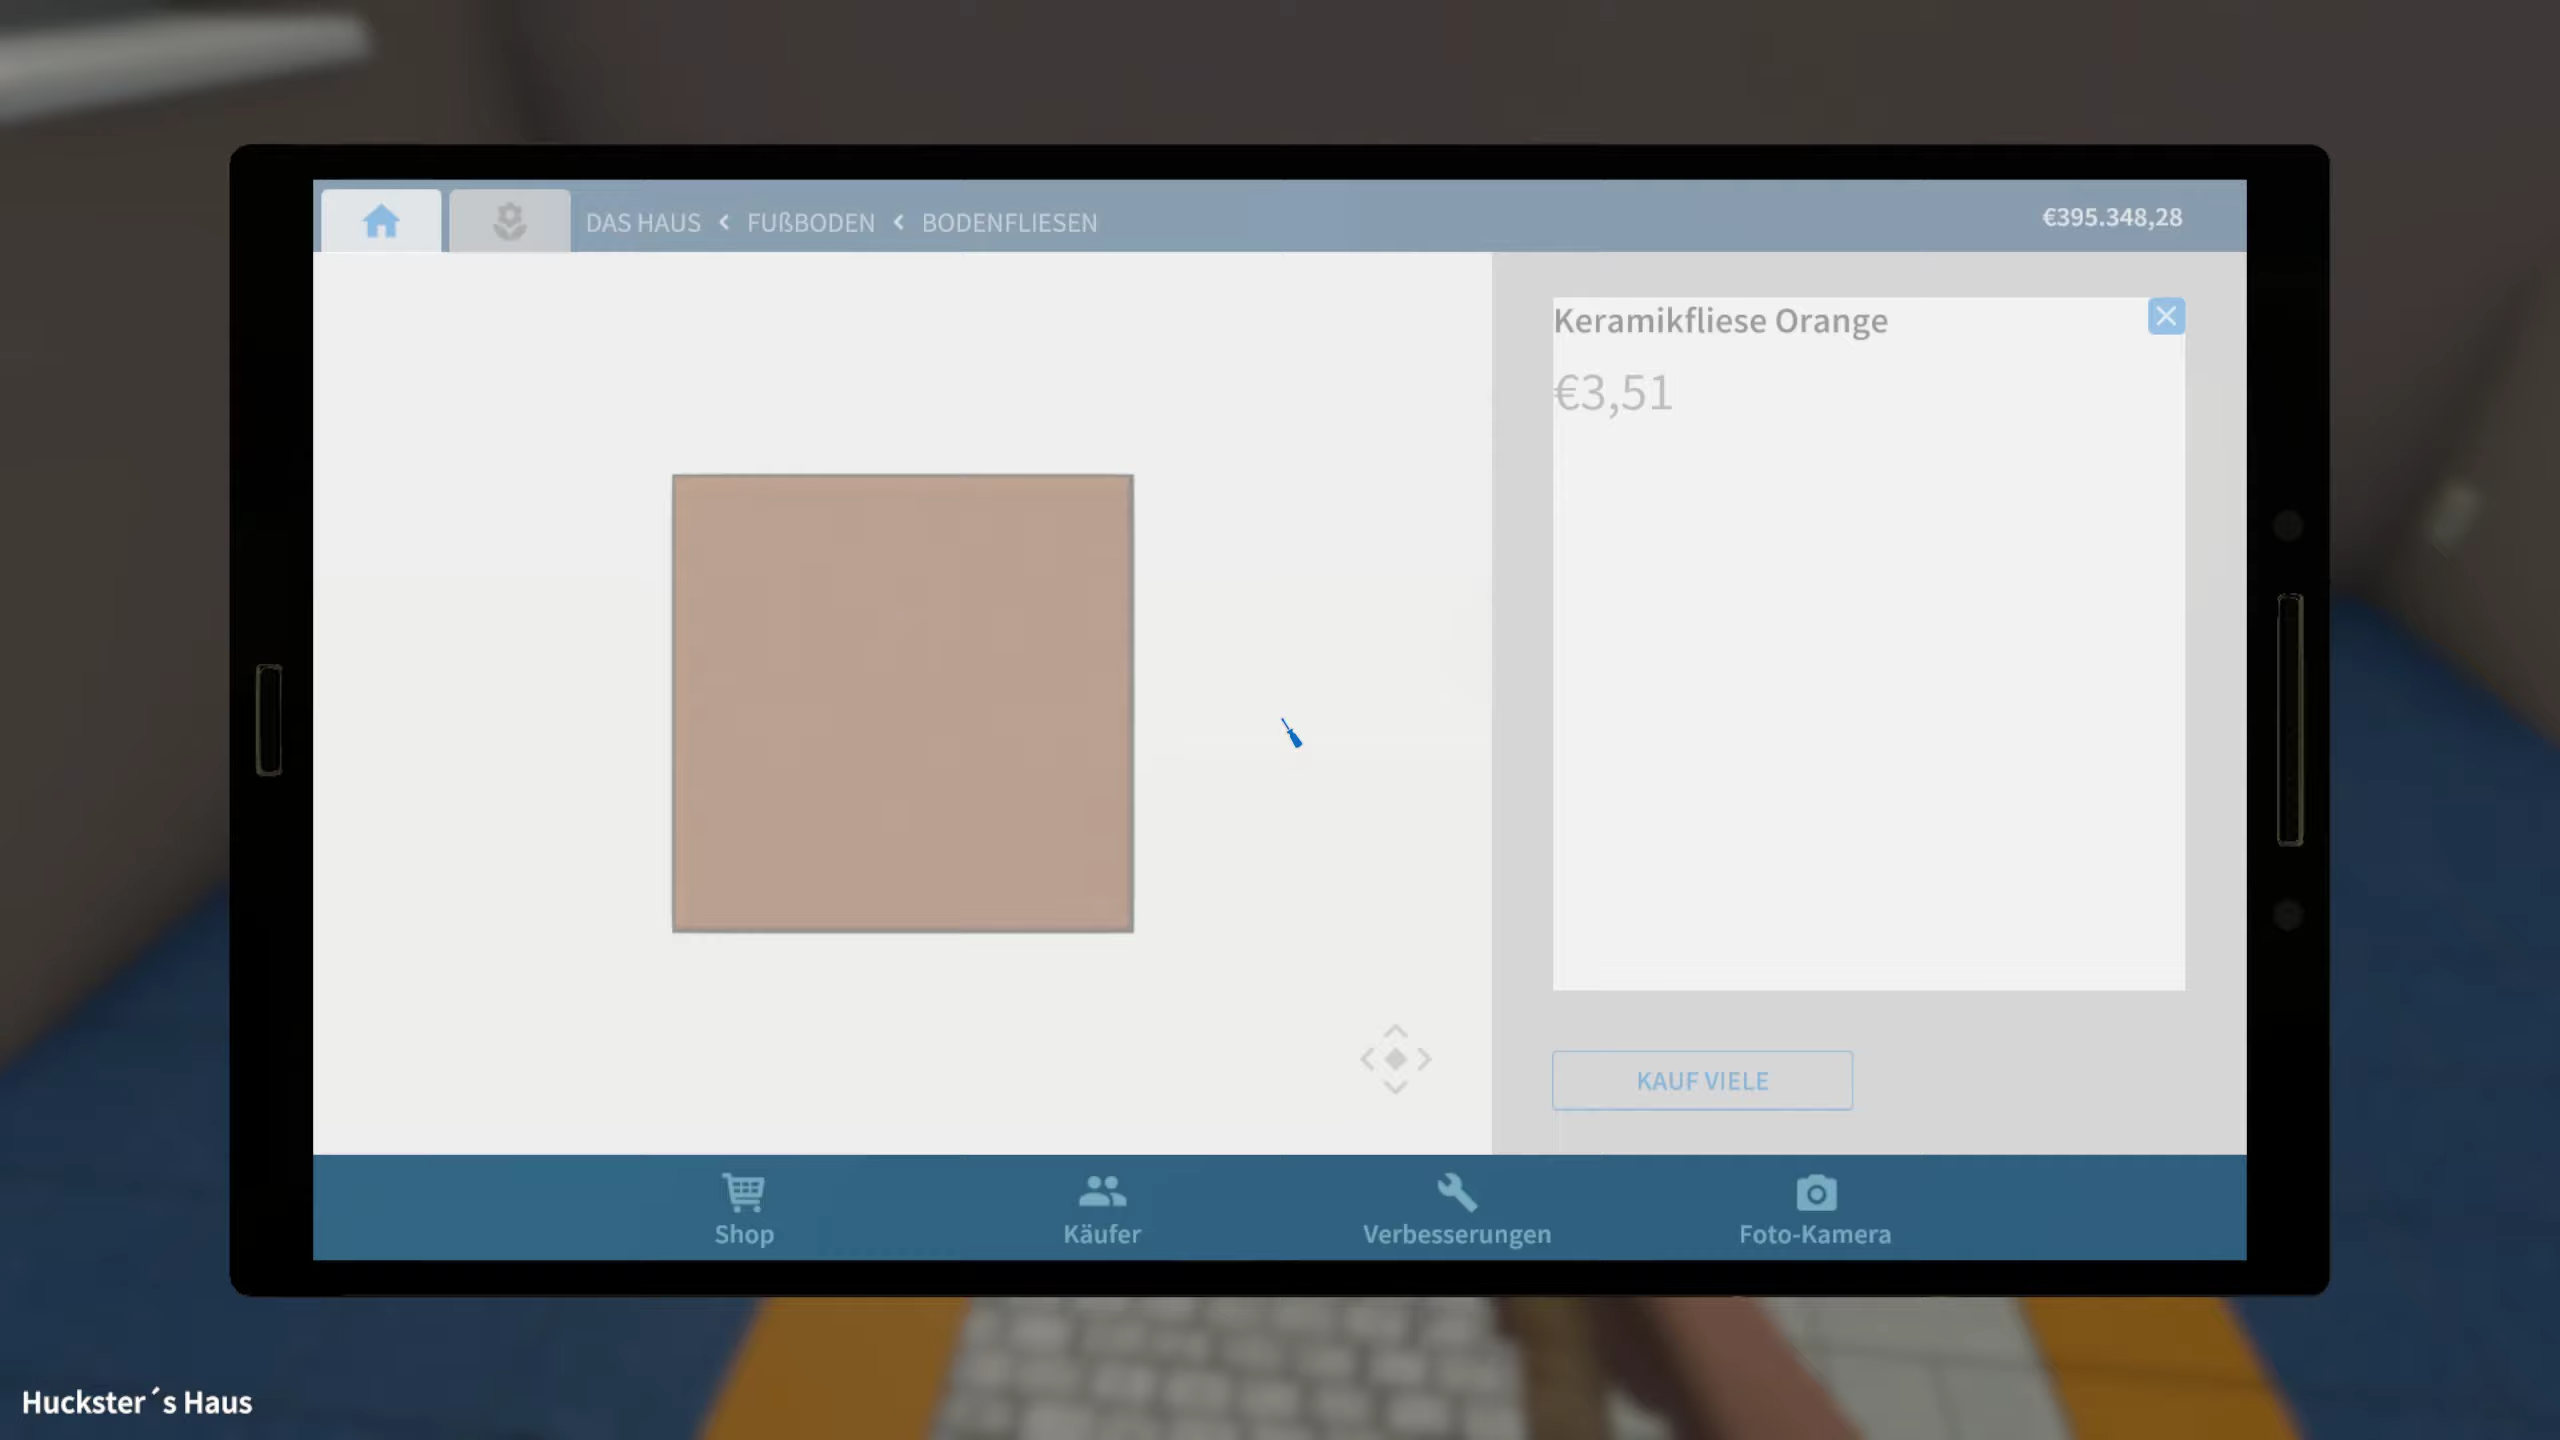 DAS HAUS < FUßBODEN < BODENFLIESEN
€395.348,28
Keramikfliese Orange
€3,51
KAUF VIELE
Shop
Käufer
Verbesserungen
Foto-Kamera
Huckster´s Haus